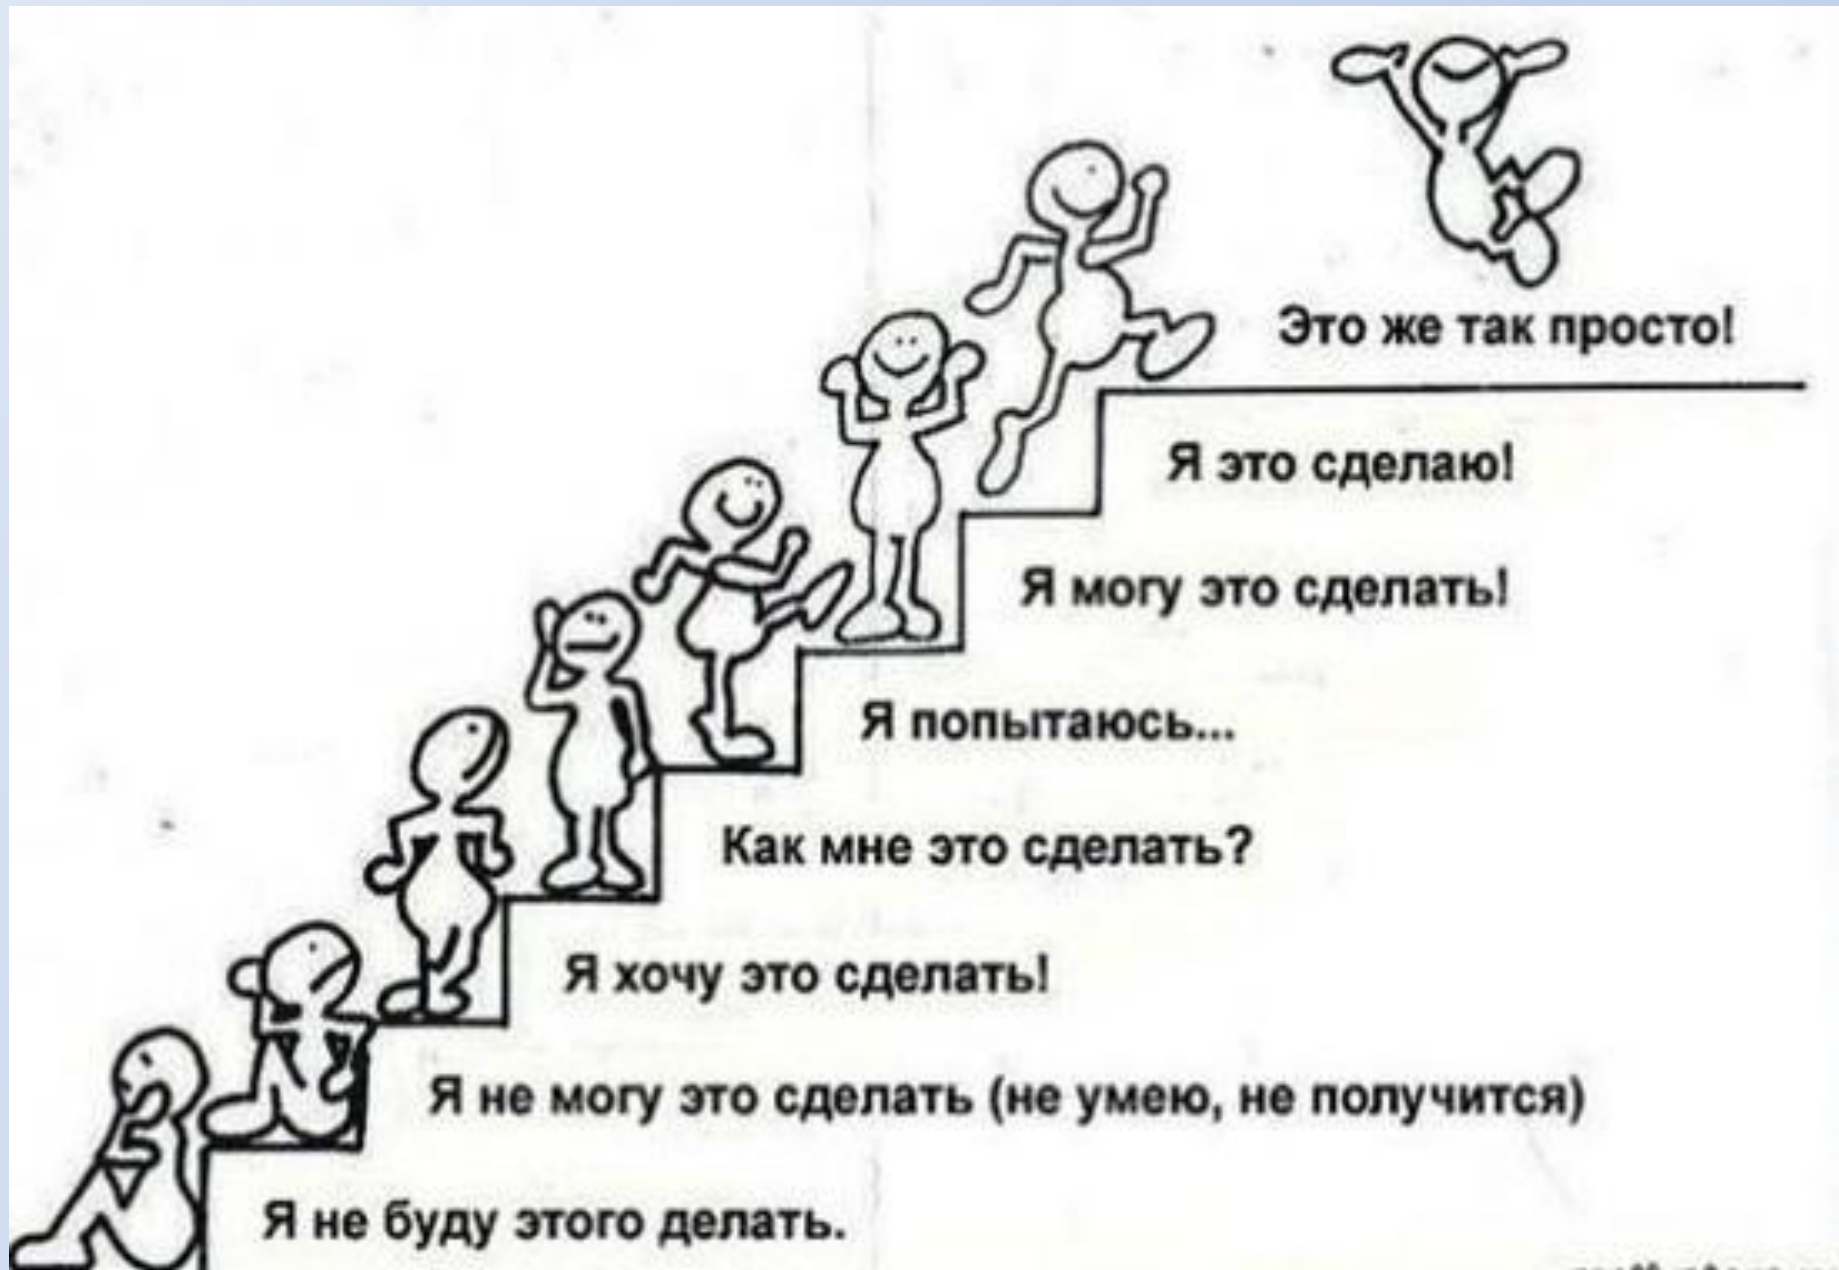 Это же так просто!
Я это сделаю!
Я могу это сделать!
Я попытаюсь...
Как мне это сделать?
Я хочу это сделать!
Я не могу это сделать (не умею, не получится)
Я не буду этого делать.